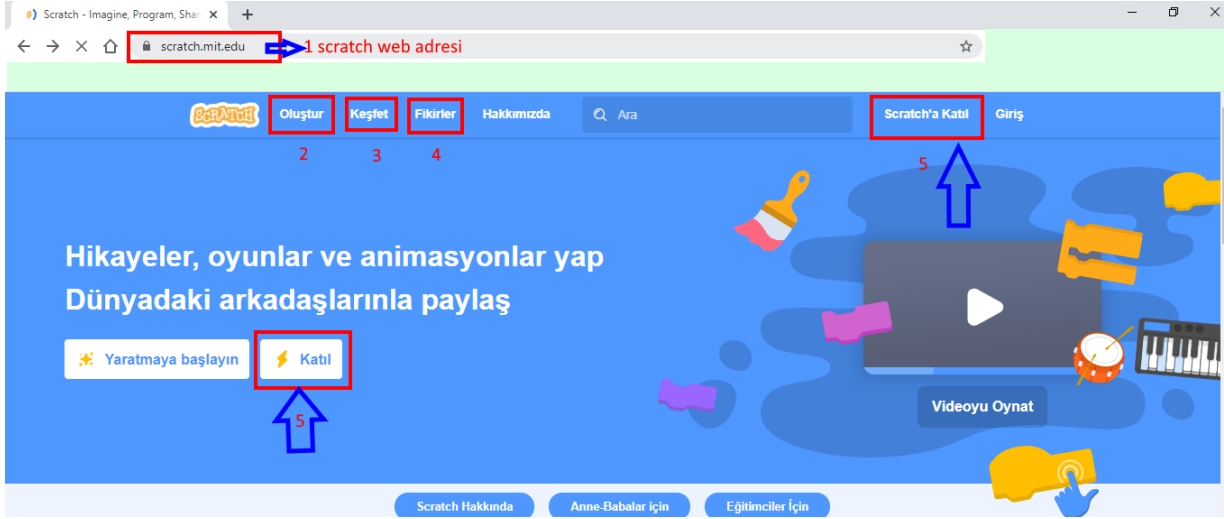 Scratch - Imagine, Program, Shar
scratch.mit.edu
1 scratch web adresi
SCRATCH Oluştur Keşfet Fikirler Hakkımızda Ara Scratch'a Katıl Giriş
2 3 4 5
Hikayeler, oyunlar ve animasyonlar yap
Dünyadaki arkadaşlarınla paylaş
Yaratmaya başlayın Katıl
5
Videoyu Oynat
Scratch Hakkında Anne-Babalar için Eğitimciler İçin